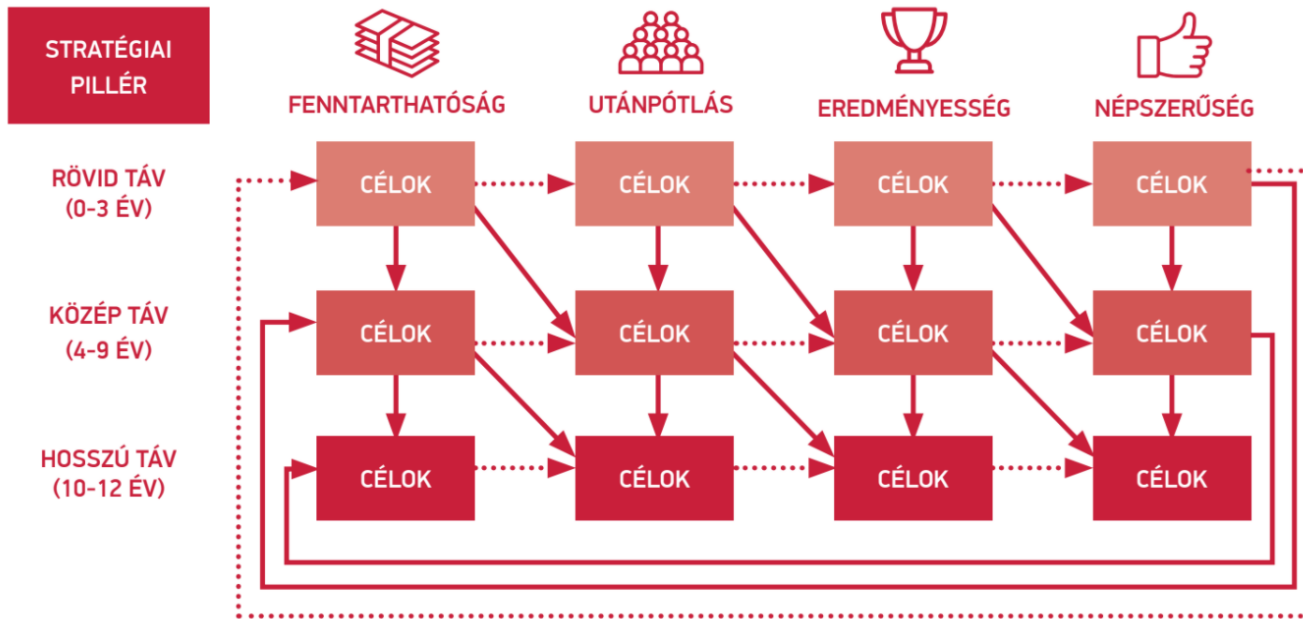 STRATÉGIAI
PILLÉR
FENNTARTHATÓSÁG
UTÁNPÓTLÁS
EREDMÉNYESSÉG
NÉPSZERŰSÉG
RÖVID TÁV
(0-3 ÉV)
CÉLOK
CÉLOK
CÉLOK
CÉLOK
KÖZÉP TÁV
(4-9 ÉV)
CÉLOK
CÉLOK
CÉLOK
CÉLOK
HOSSZÚ TÁV
(10-12 ÉV)
CÉLOK
CÉLOK
CÉLOK
CÉLOK